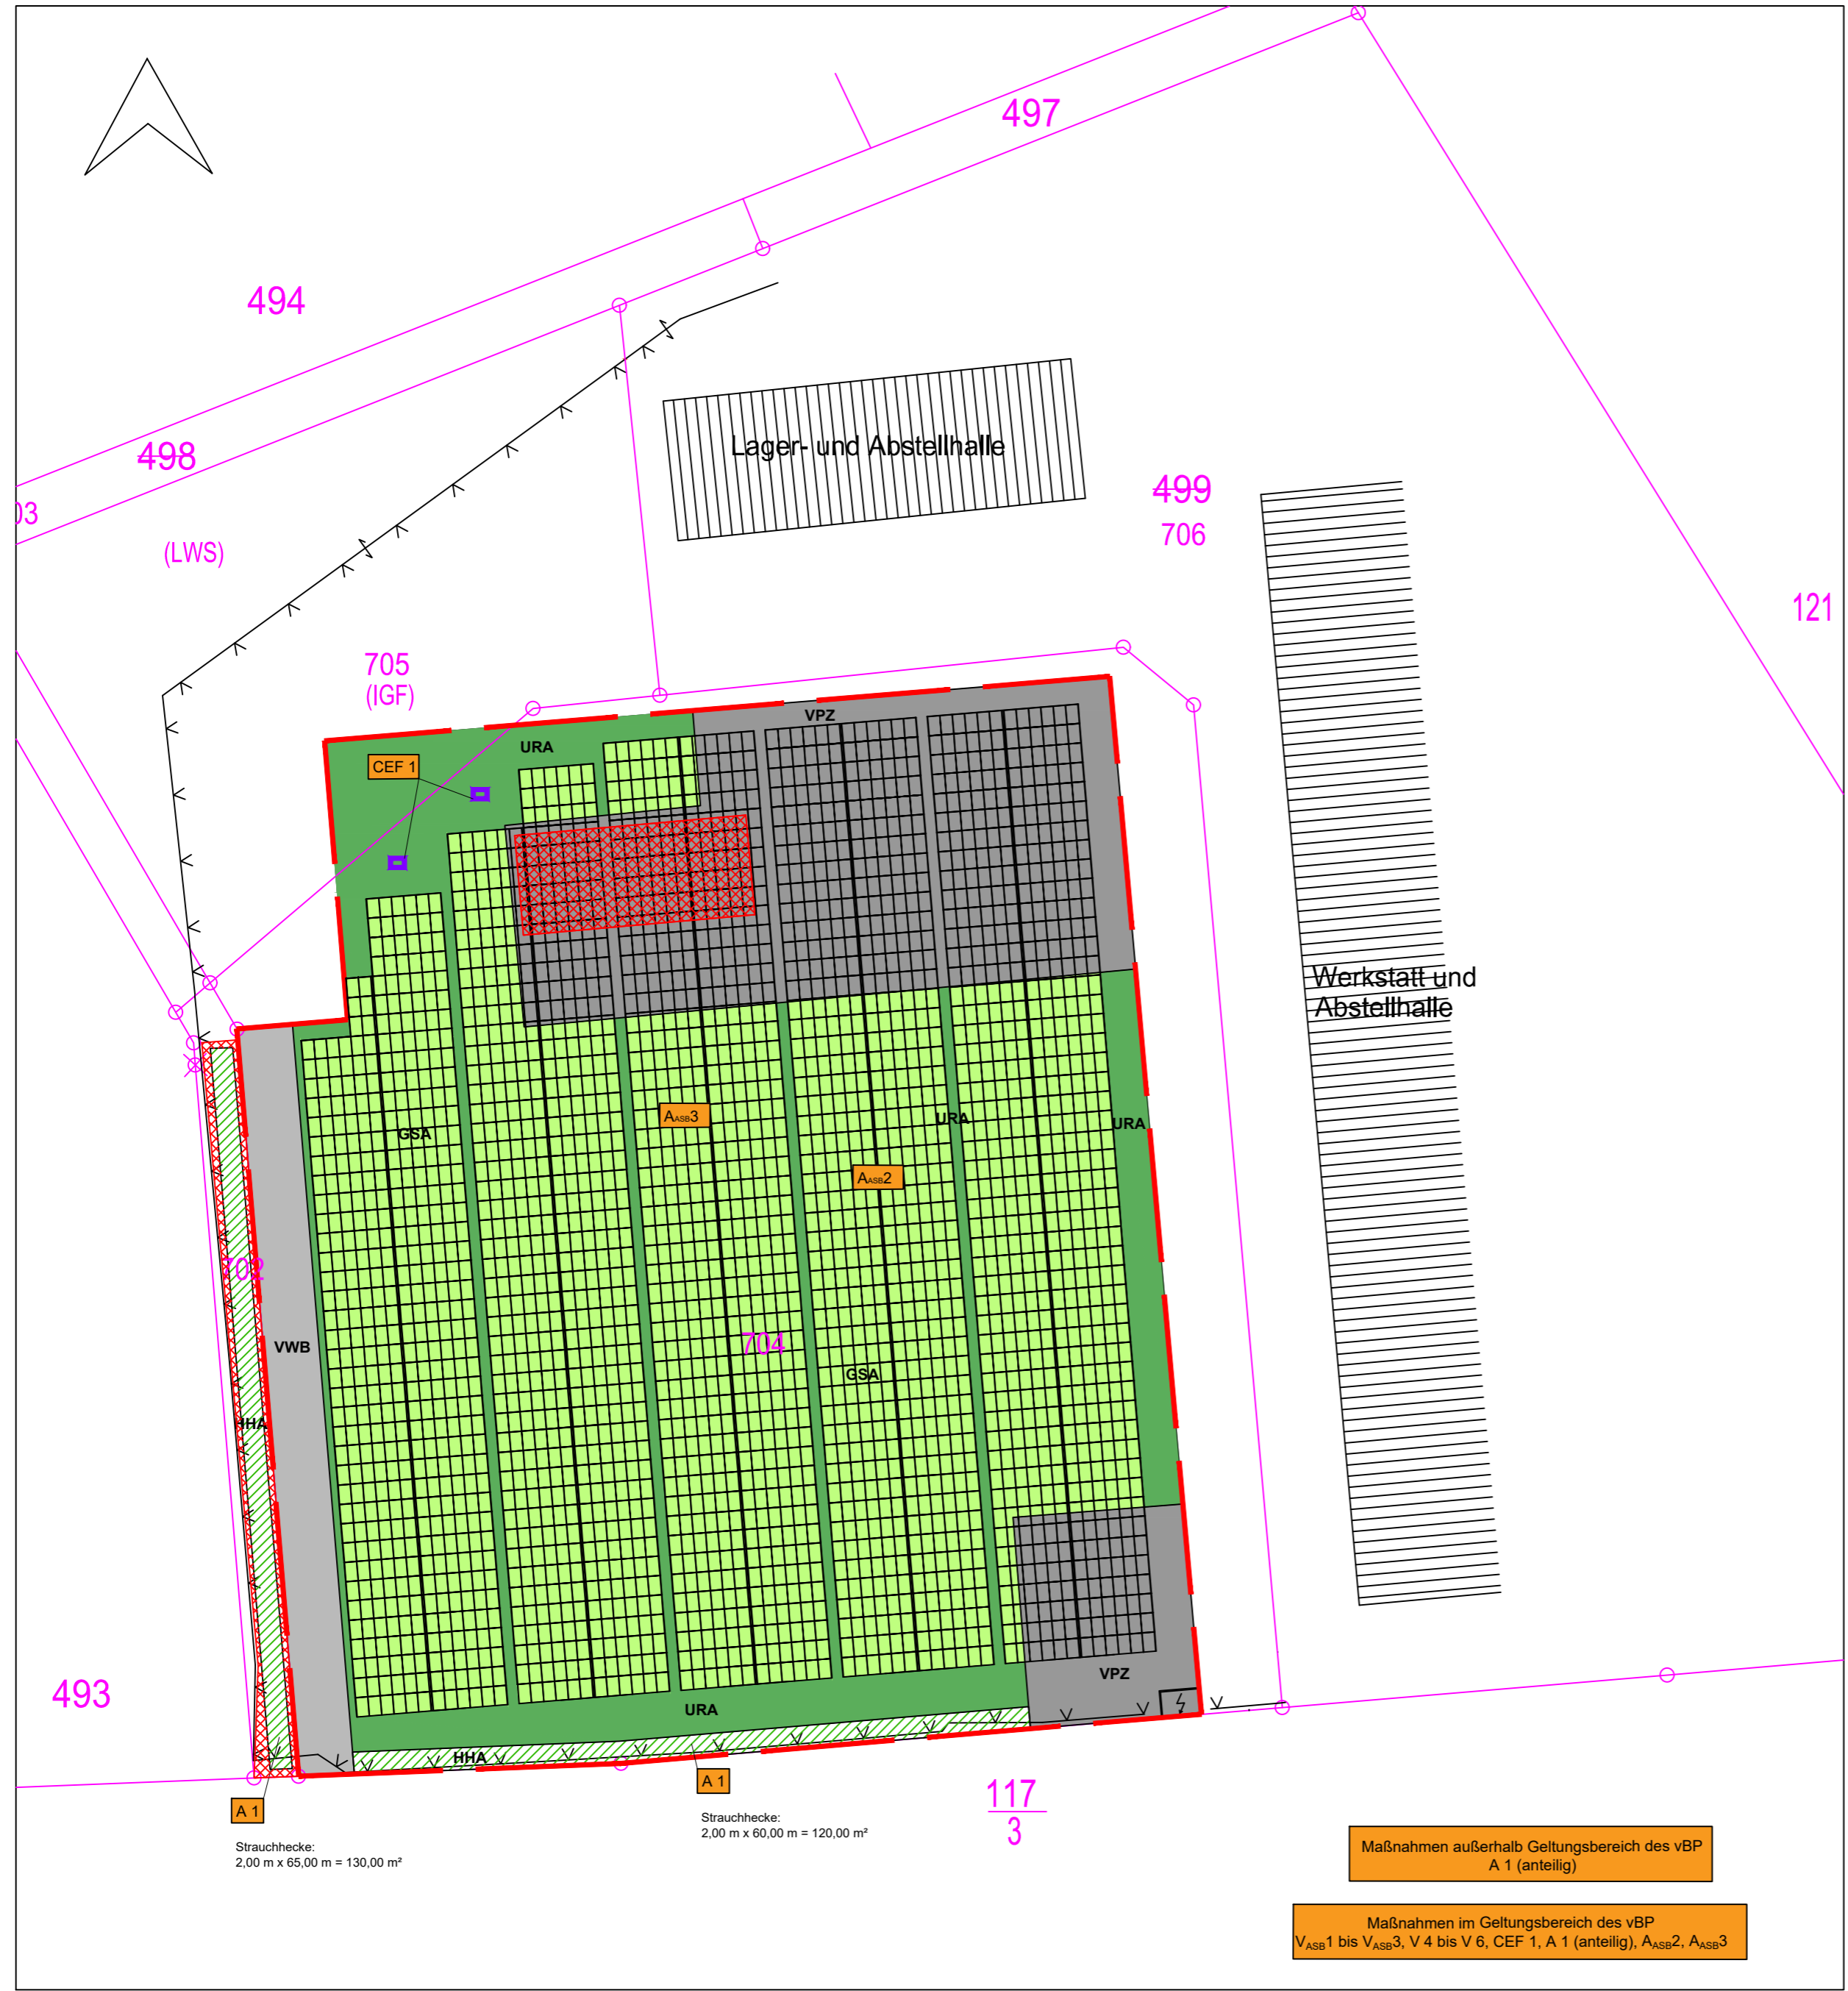 497
494
498
03
(LWS)
Lager- und Abstellhalle
499
706
121
705
(IGF)
VPZ
URA
CEF 1
Werkstatt und
Abstellhalle
AASB3
URA
URA
GSA
AASB2
702
VWB
704
GSA
HHA
493
VPZ
URA
HHA
A 1
A 1
Strauchhecke:
2,00 m x 60,00 m = 120,00 m²
Strauchhecke:
2,00 m x 65,00 m = 130,00 m²
117
3
Maßnahmen außerhalb Geltungsbereich des vBP
A 1 (anteilig)
Maßnahmen im Geltungsbereich des vBP
VASB1 bis VASB3, V 4 bis V 6, CEF 1, A 1 (anteilig), AASB2, AASB3